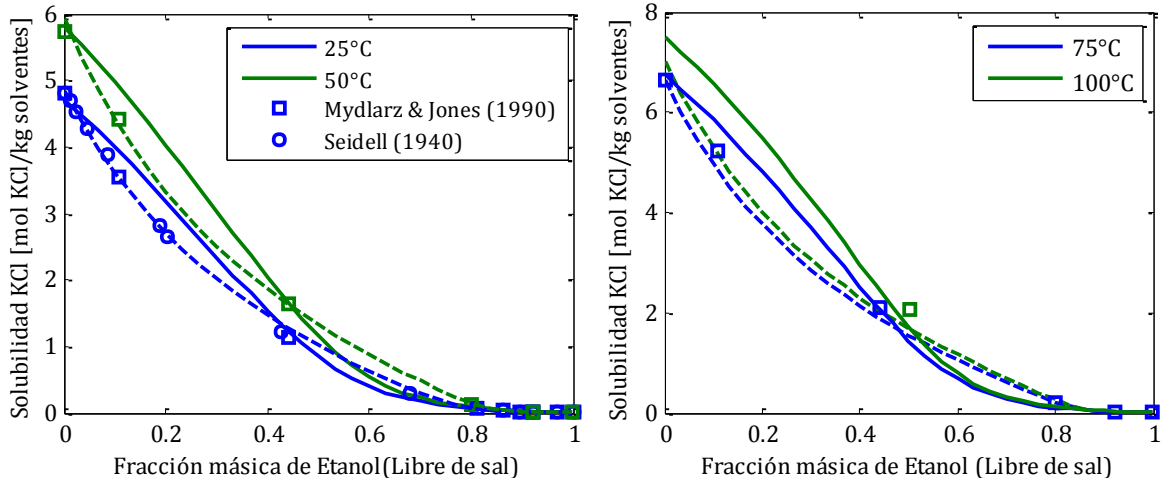 Solubilidad KCl [mol KCl/kg solventes]
6
5
4
3
2
1
0
0
0.2
0.4
0.6
0.8
1
Fracción másica de Etanol(Libre de sal)
25°C
50°C
Mydlarz & Jones (1990)
Seidell (1940)
Solubilidad KCl [mol KCl/kg solventes]
8
6
4
2
0
0
0.2
0.4
0.6
0.8
1
Fracción másica de Etanol (Libre de sal)
75°C
100°C